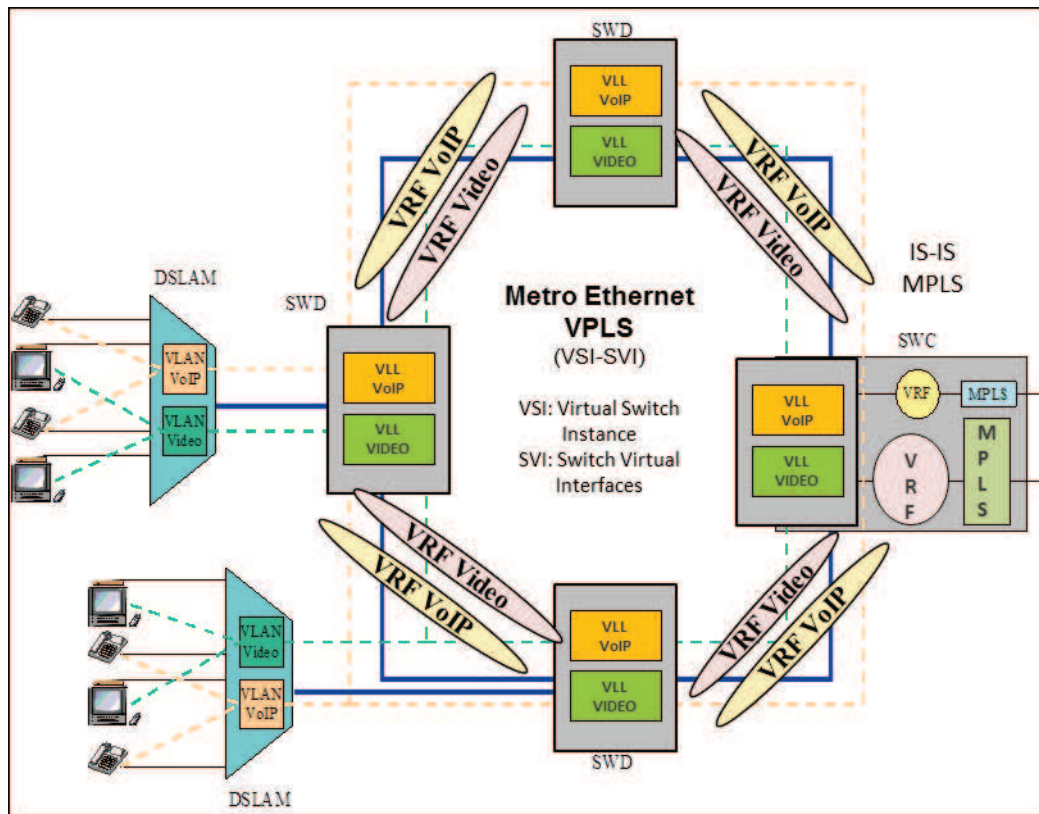 SWD
VLL
VoIP
VLL
VIDEO
VRF VoIP
VRF Video
VRF VoIP
VRF Video
IS-IS
MPLS
DSLAM
SWD
Metro Ethernet
VPLS
(VSI-SVI)
VSI: Virtual Switch
Instance
SVI: Switch Virtual
Interfaces
VLAN
VoIP
VLAN
Video
VLL
VoIP
VLL
VIDEO
SWC
VLL
VoIP
VLL
VIDEO
VRF
MPLS
V
R
F
M
P
L
S
VRF Video
VRF VoIP
VRF Video
VRF VoIP
VLAN
Video
VLAN
VoIP
DSLAM
VLL
VoIP
VLL
VIDEO
SWD